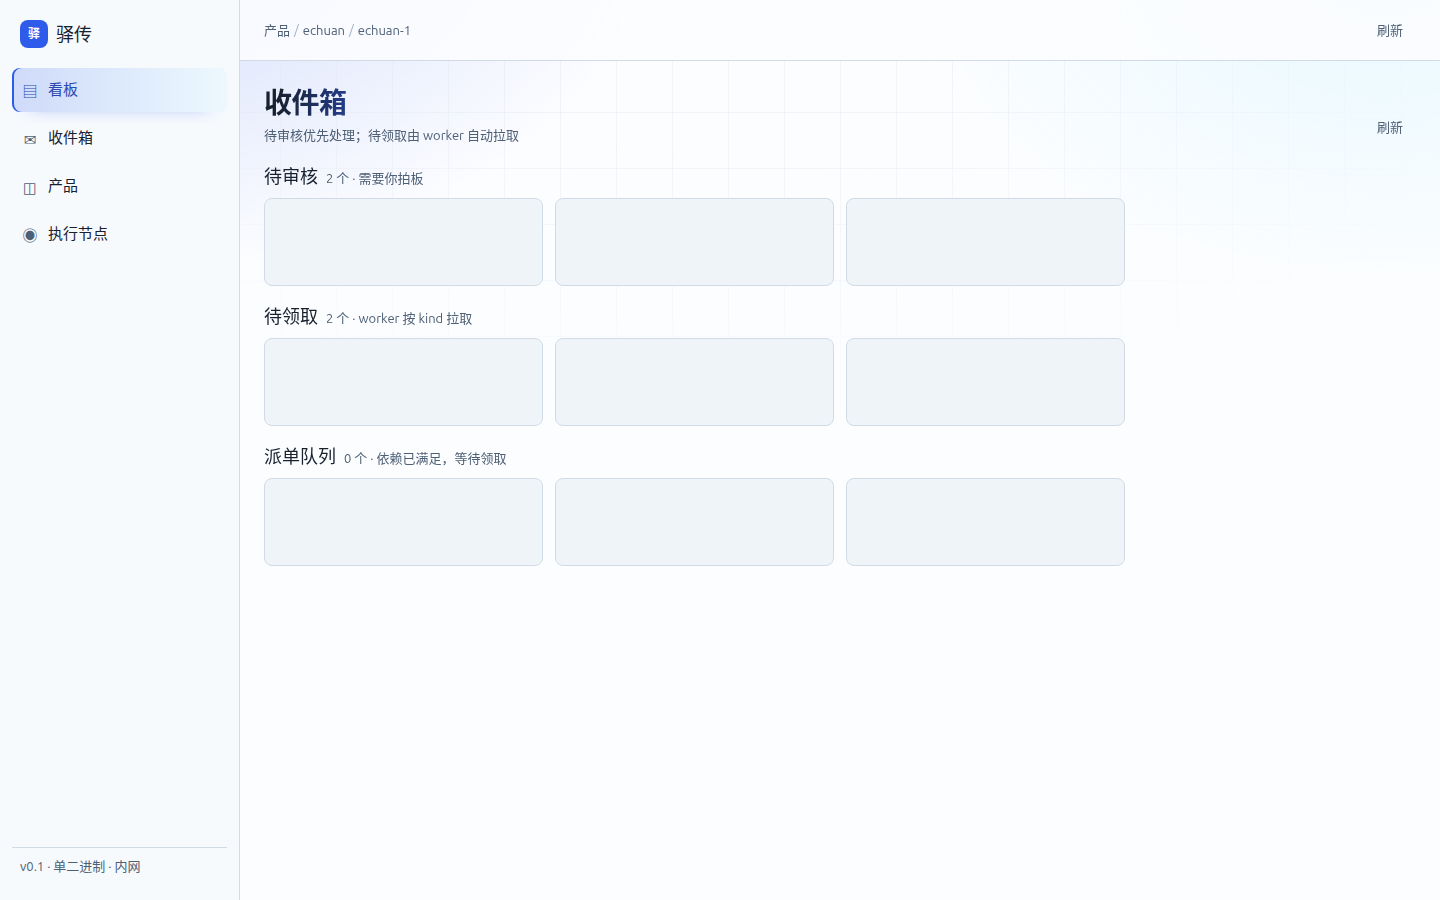 驿 驿传
看板
收件箱
产品
执行节点
v0.1 · 单二进制 · 内网
产品 / echuan / echuan-1
刷新
收件箱
待审核优先处理；待领取由 worker 自动拉取
刷新
待审核 2 个 · 需要你拍板
待领取 2 个 · worker 按 kind 拉取
派单队列 0 个 · 依赖已满足，等待领取